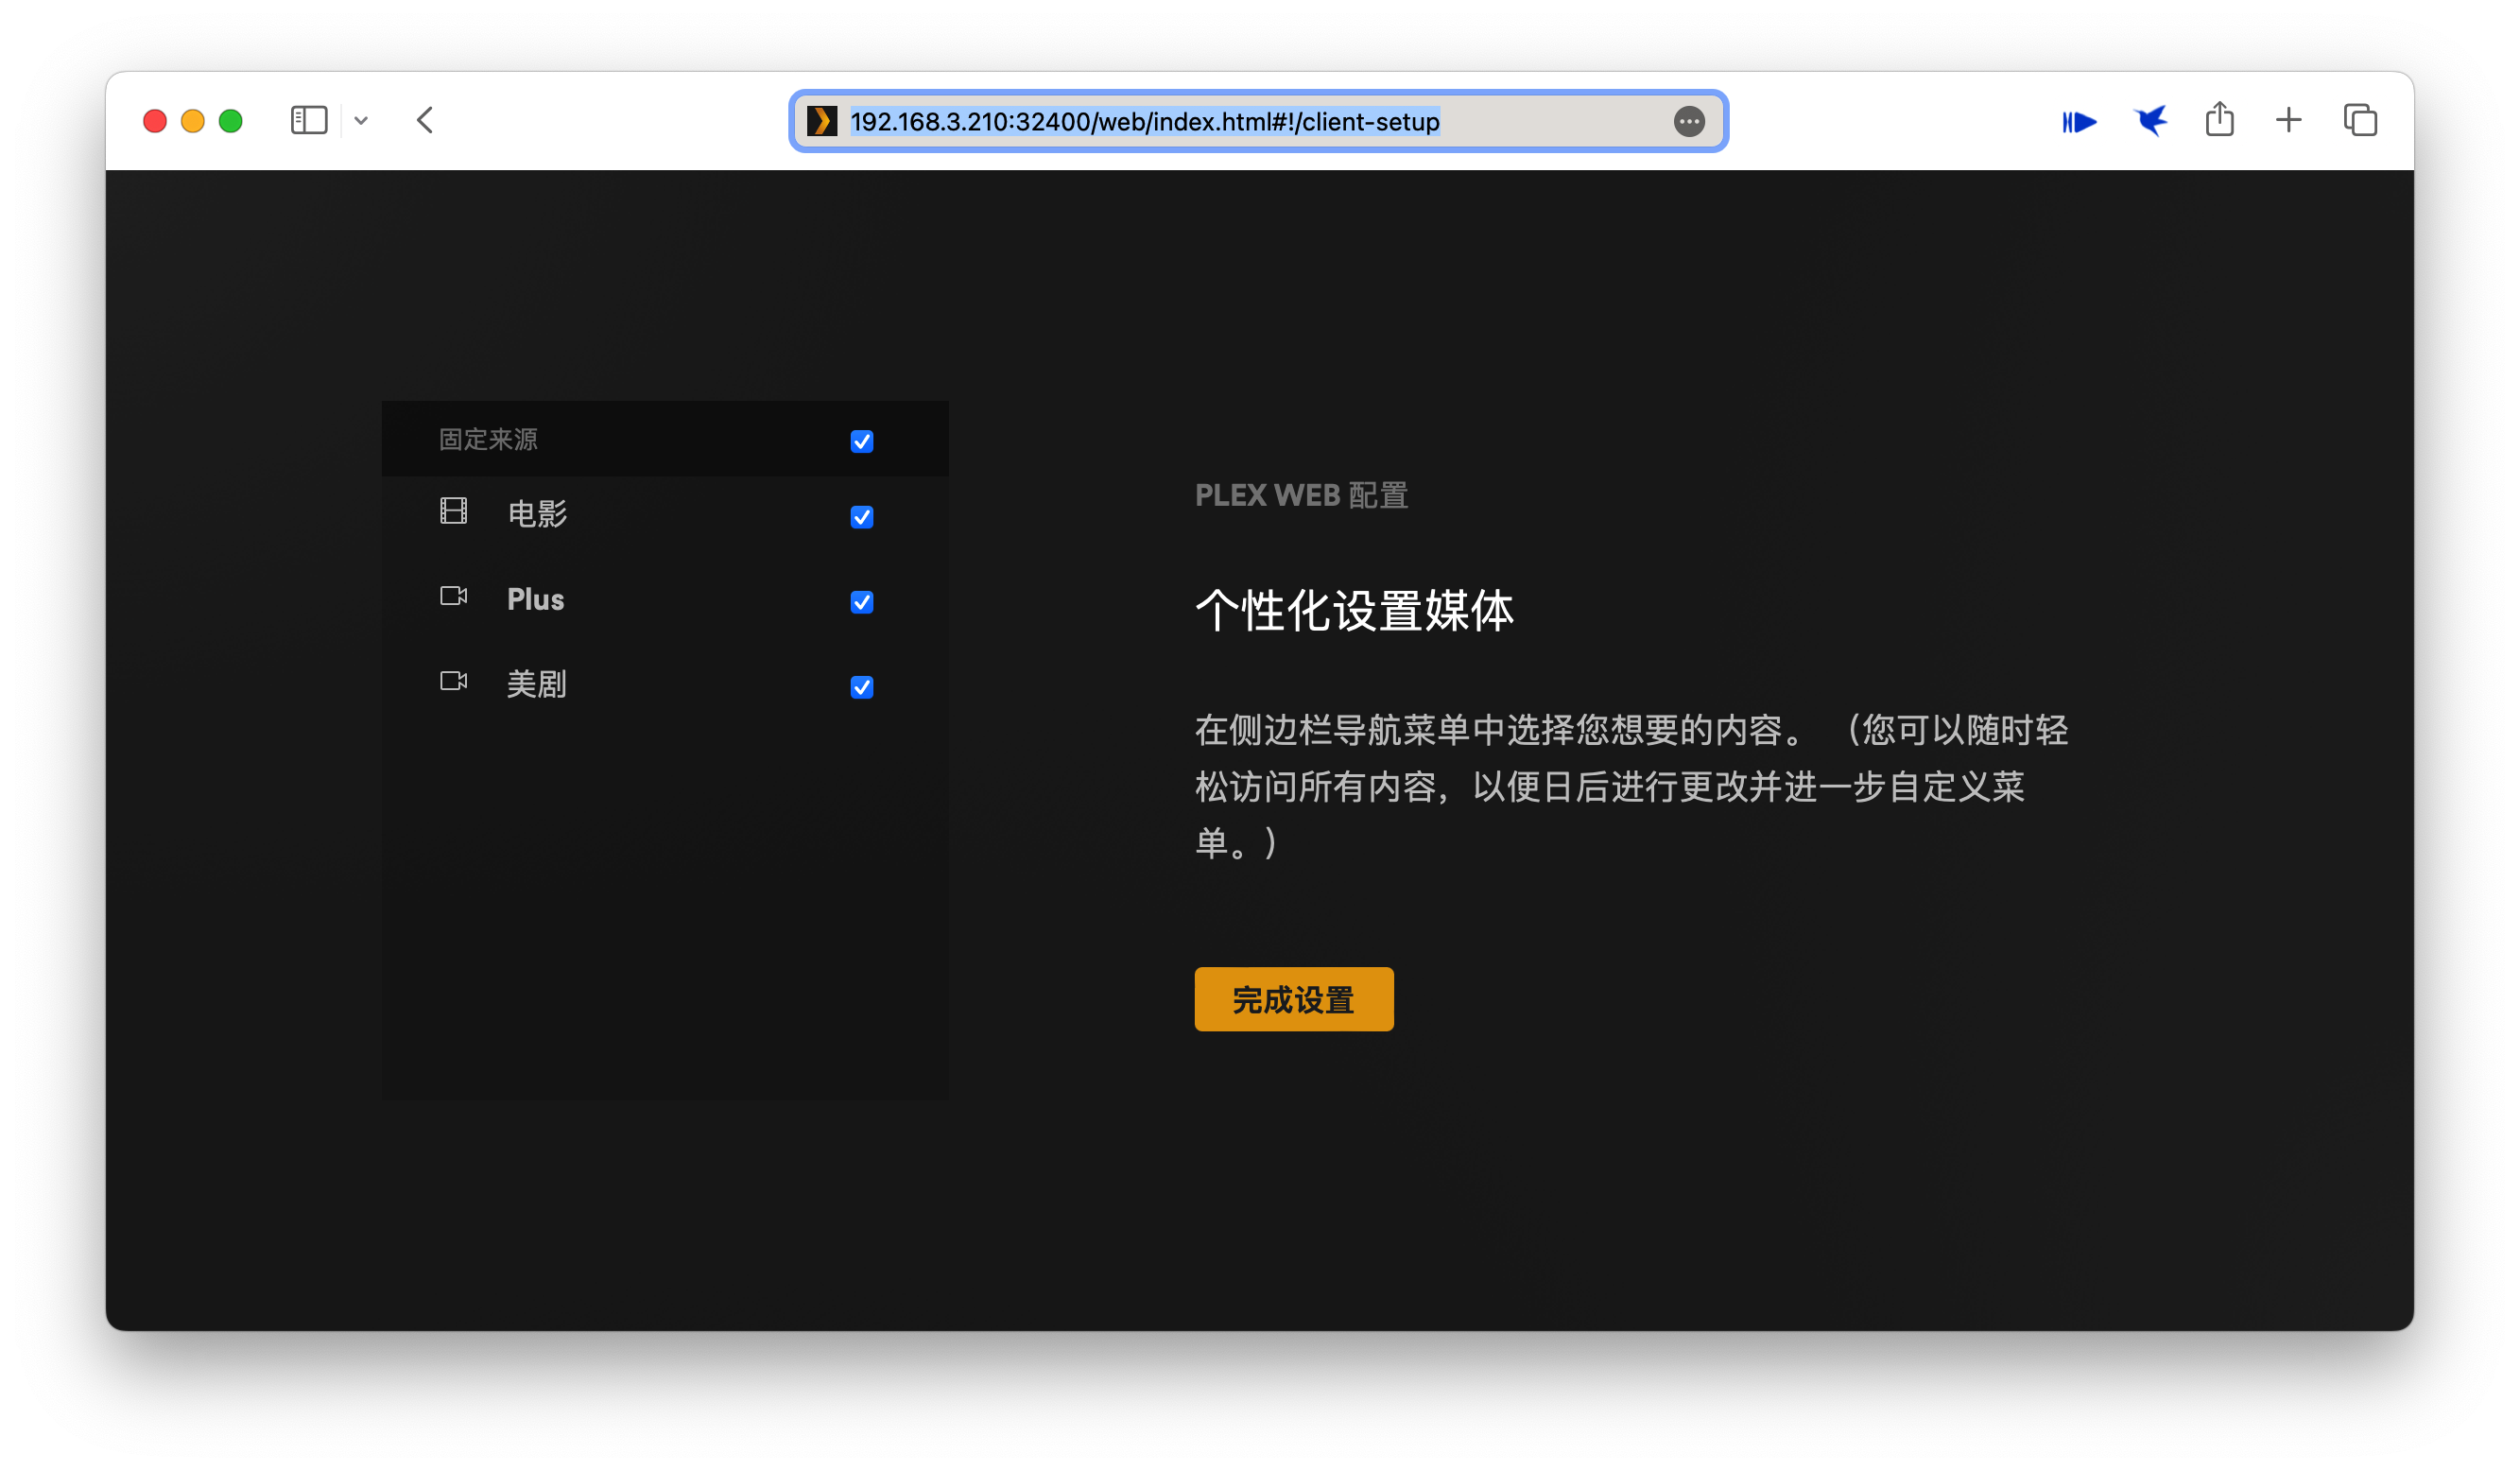 192.168.3.210:32400/web/index.html#!/client-setup
固定来源
电影
Plus
美剧
PLEX WEB 配置
个性化设置媒体
在侧边栏导航菜单中选择您想要的内容。 （您可以随时轻
松访问所有内容，以便日后进行更改并进一步自定义菜
单。）
完成设置